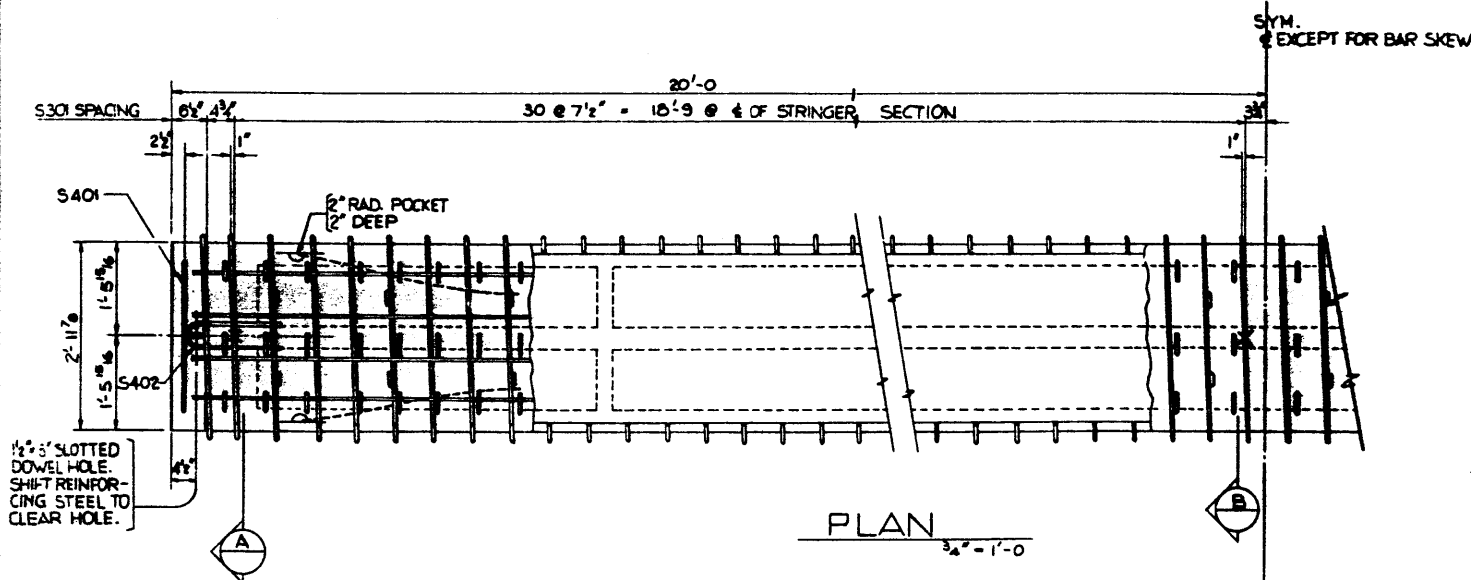 SYM.
℄ EXCEPT FOR BAR SKEW
20'-0
S301 SPACING
6½" 4¾"
30 @ 7½" = 18'-9 @ ℄ OF STRINGER SECTION
3¾"
2½"
1"
1"
S401
2" RAD. POCKET
2" DEEP
1'-5 15/16
2'-11 7/8
1'-5 15/16
S402
1½" x 3" SLOTTED
DOWEL HOLE.
SHIFT REINFOR-
CING STEEL TO
CLEAR HOLE.
4½"
A
B
PLAN
¾" = 1'-0